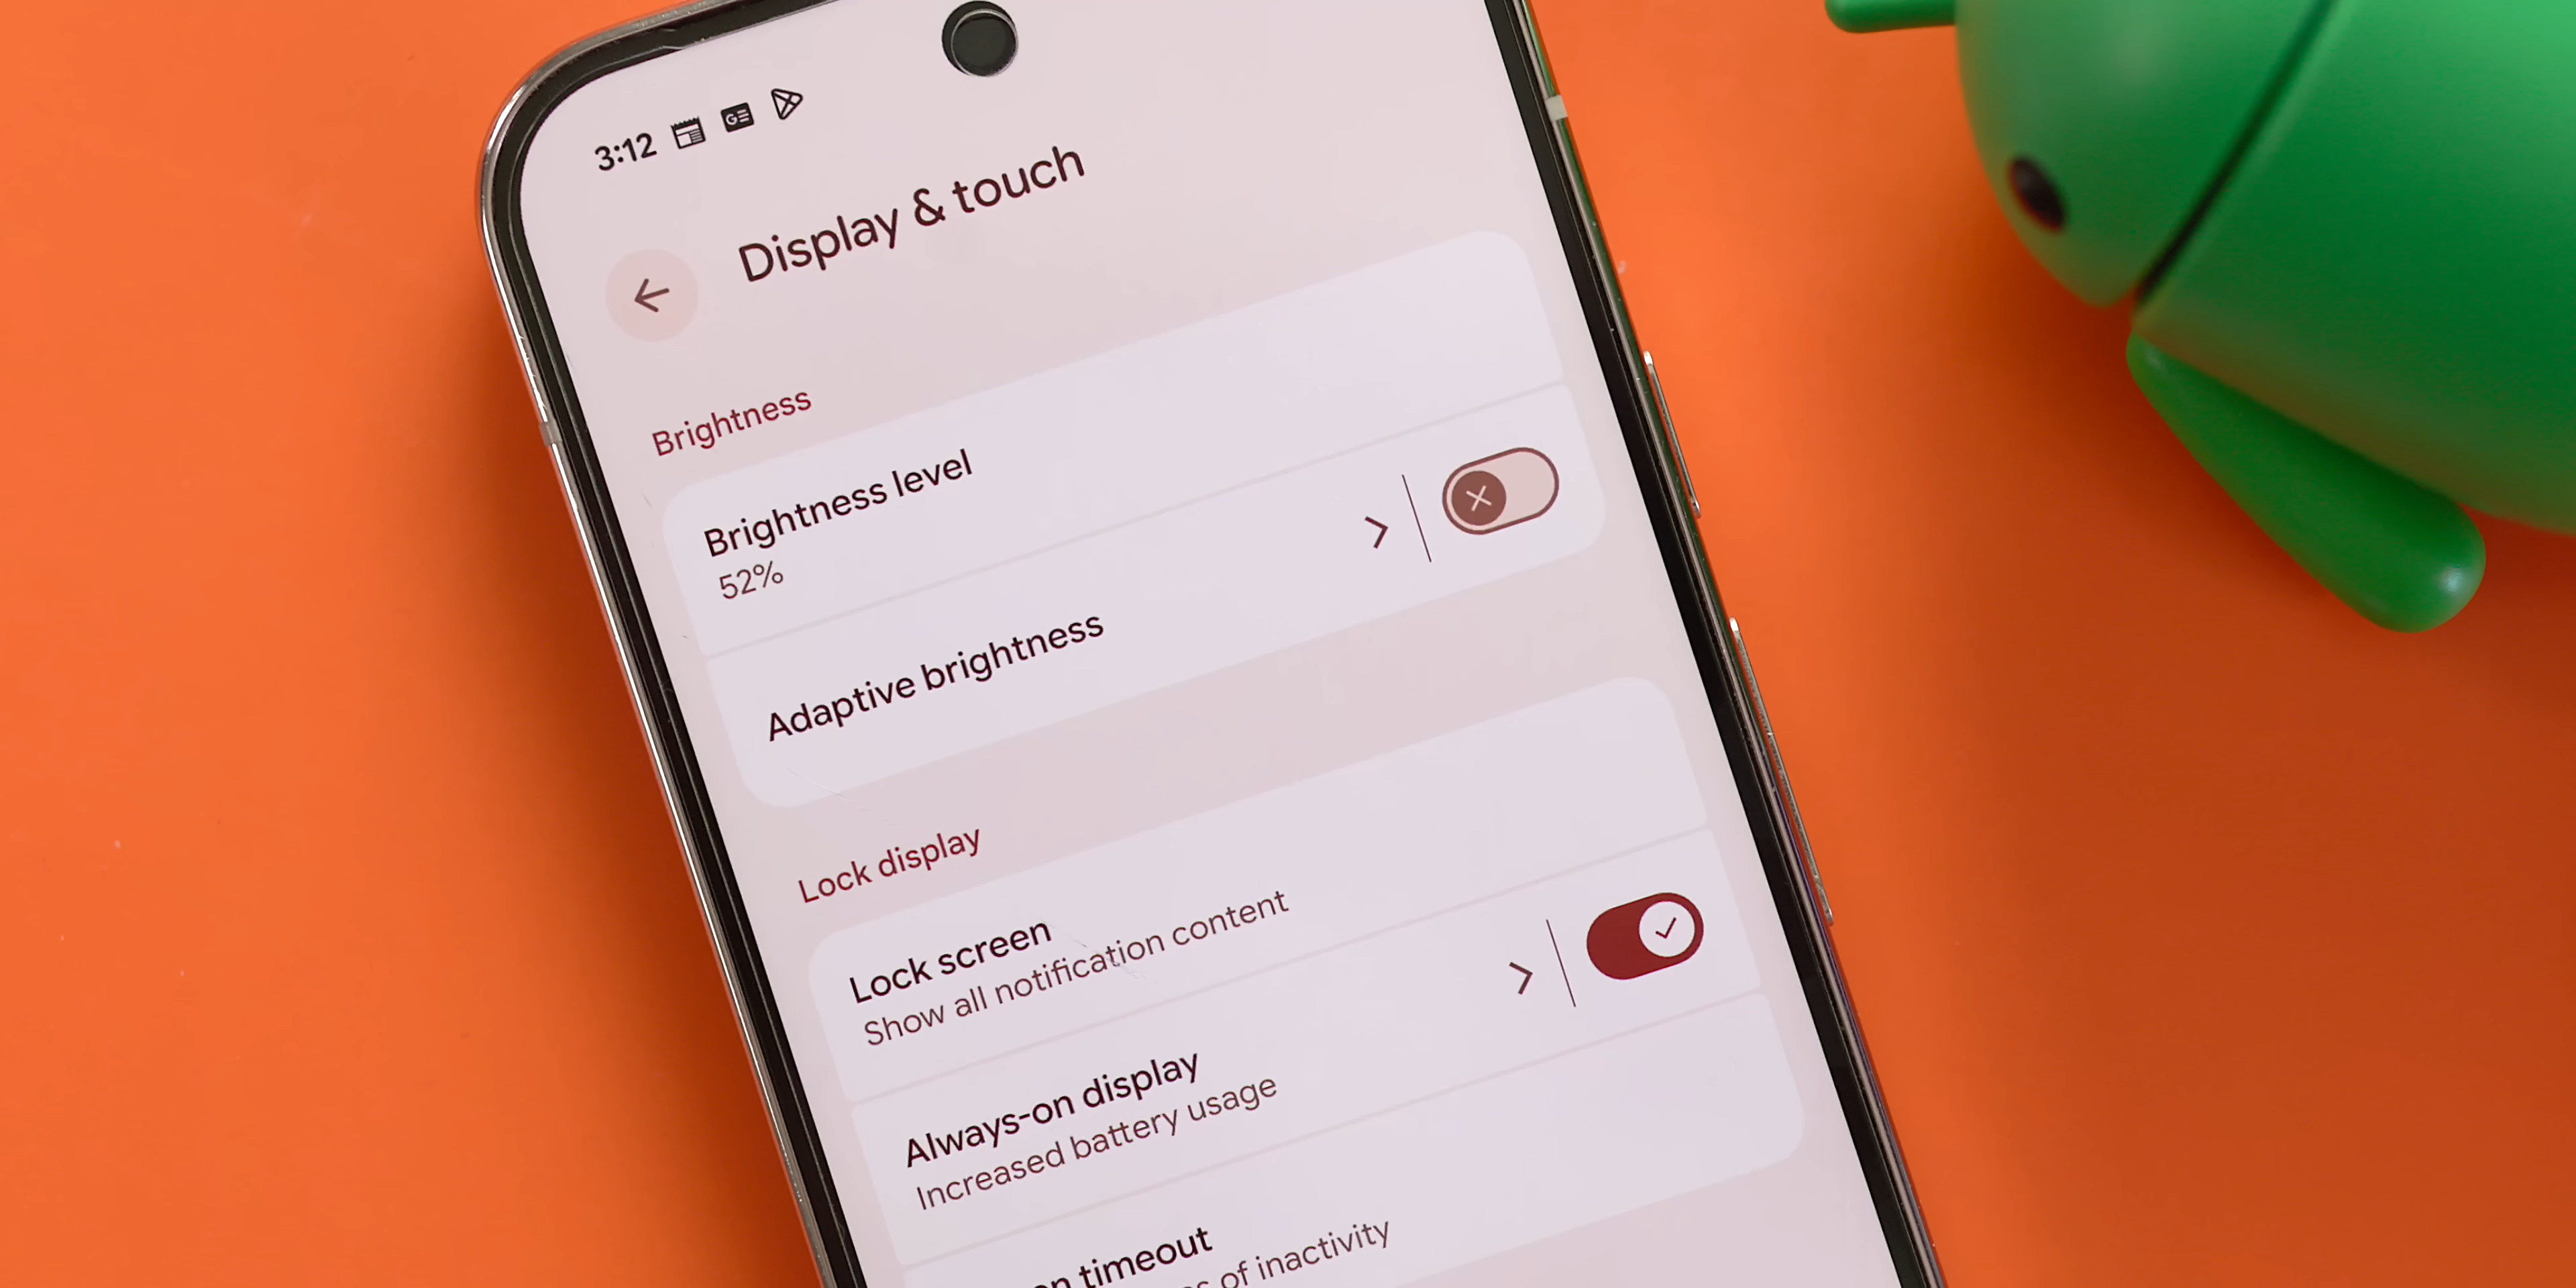 3:12
Display & touch
Brightness
Brightness level
52%
Adaptive brightness
Lock display
Lock screen
Show all notification content
Always-on display
Increased battery usage
timeout
of inactivity